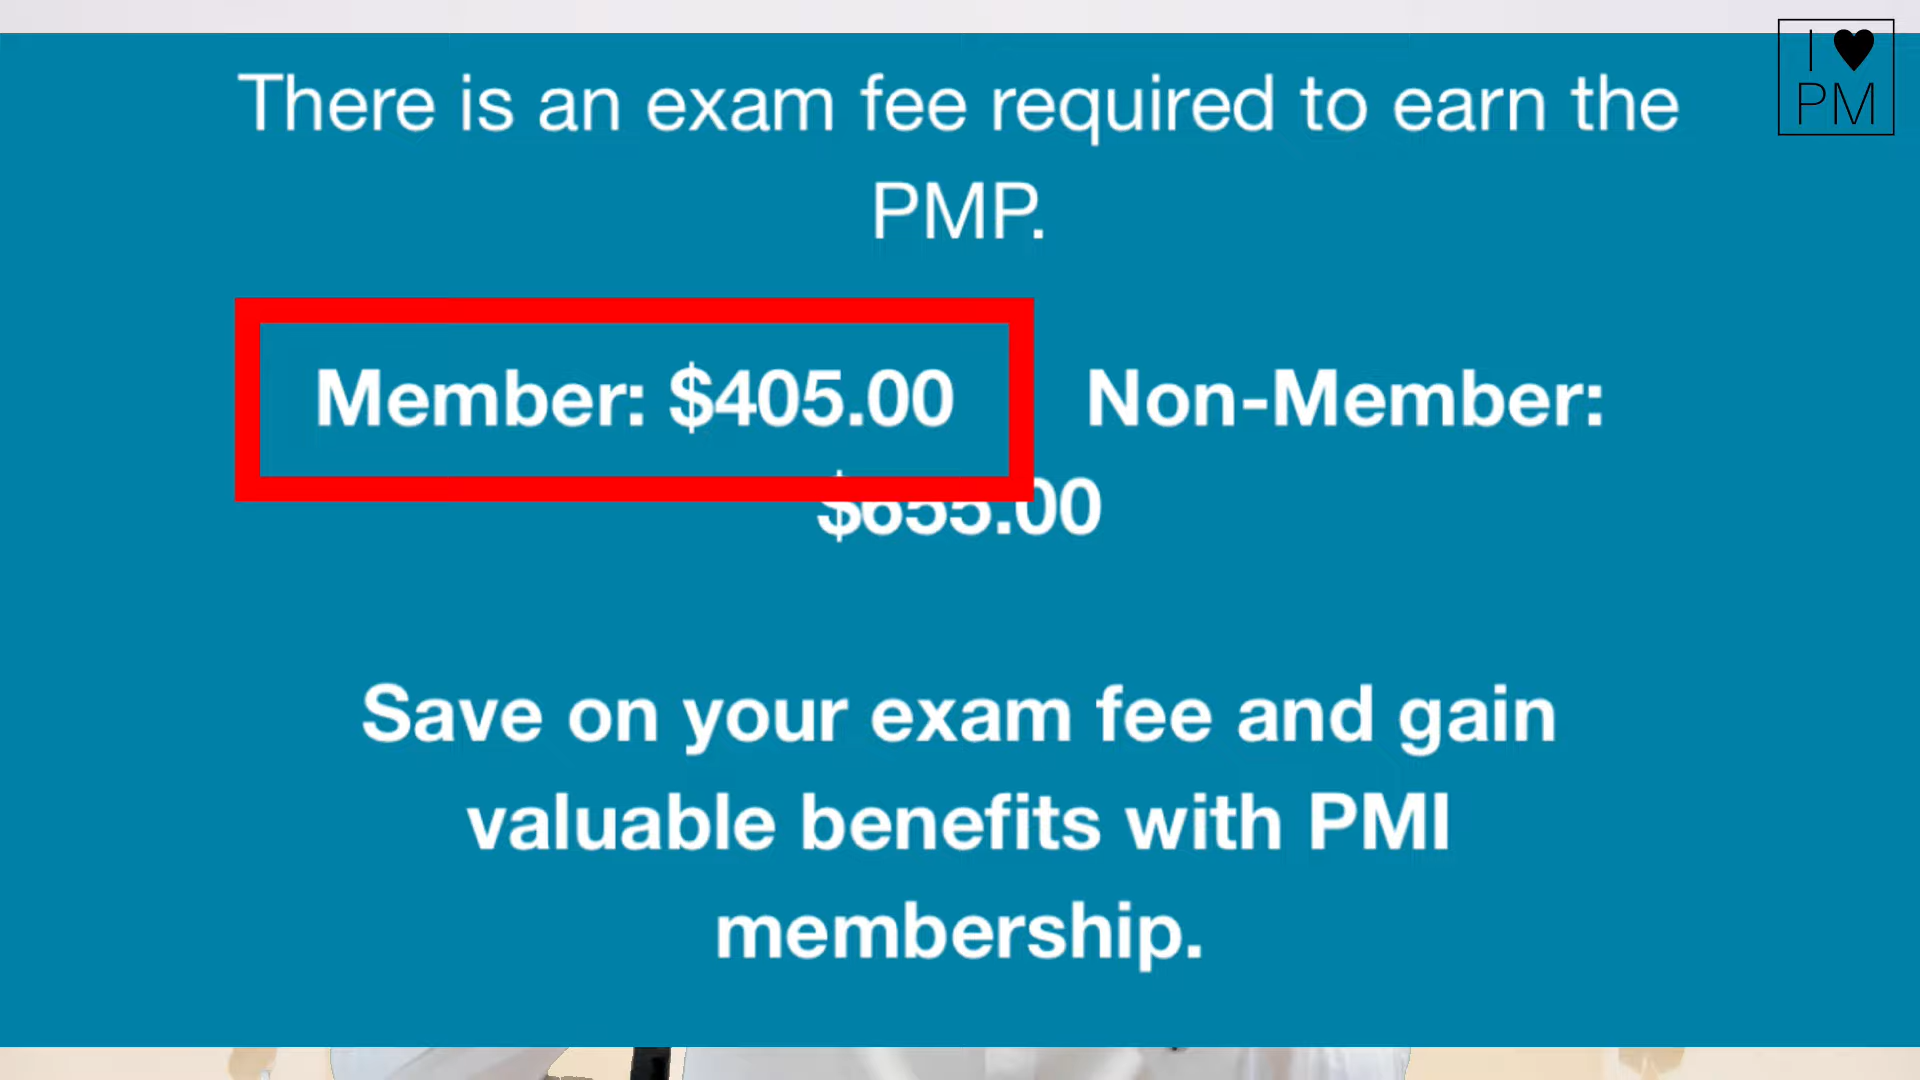 I ♥
PM
There is an exam fee required to earn the
PMP.
Member: $405.00 Non-Member:
$655.00
Save on your exam fee and gain
valuable benefits with PMI
membership.